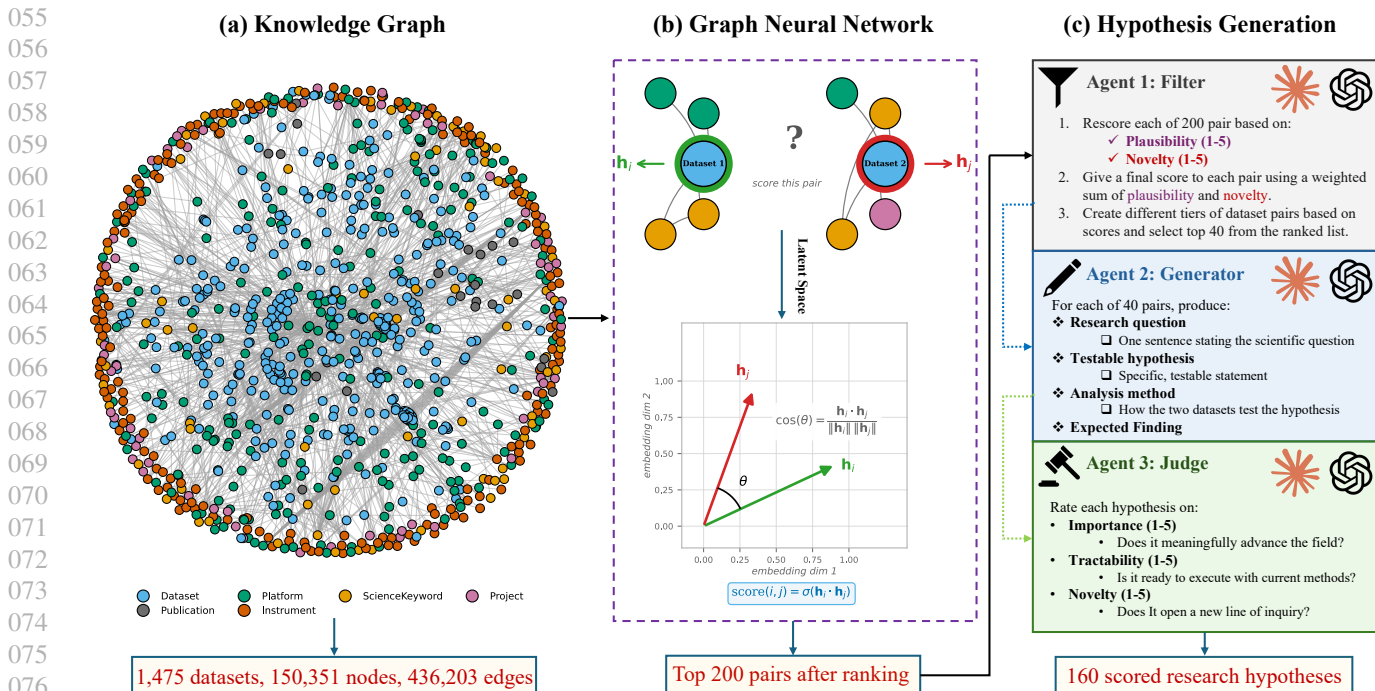 055
056
057
058
059
060
061
062
063
064
065
066
067
068
069
070
071
072
073
074
075
076
(a) Knowledge Graph
Dataset
Platform
ScienceKeyword
Project
Publication
Instrument
1,475 datasets, 150,351 nodes, 436,203 edges
(b) Graph Neural Network
Dataset 1
Dataset 2
?
h_i
h_j
score this pair
Latent Space
1.00
0.75
0.50
0.25
0.00
embedding dim 2
h_j
cos(θ) = h_i · h_j / ‖h_i‖ ‖h_j‖
h_i
θ
0.00 0.25 0.50 0.75 1.00
embedding dim 1
score(i, j) = σ(h_i · h_j)
Top 200 pairs after ranking
(c) Hypothesis Generation
Agent 1: Filter
1. Rescore each of 200 pair based on:
✓ Plausibility (1-5)
✓ Novelty (1-5)
2. Give a final score to each pair using a weighted
sum of plausibility and novelty.
3. Create different tiers of dataset pairs based on
scores and select top 40 from the ranked list.
Agent 2: Generator
For each of 40 pairs, produce:
❖ Research question
❑ One sentence stating the scientific question
❖ Testable hypothesis
❑ Specific, testable statement
❖ Analysis method
❑ How the two datasets test the hypothesis
❖ Expected Finding
Agent 3: Judge
Rate each hypothesis on:
• Importance (1-5)
• Does it meaningfully advance the field?
• Tractability (1-5)
• Is it ready to execute with current methods?
• Novelty (1-5)
• Does It open a new line of inquiry?
160 scored research hypotheses